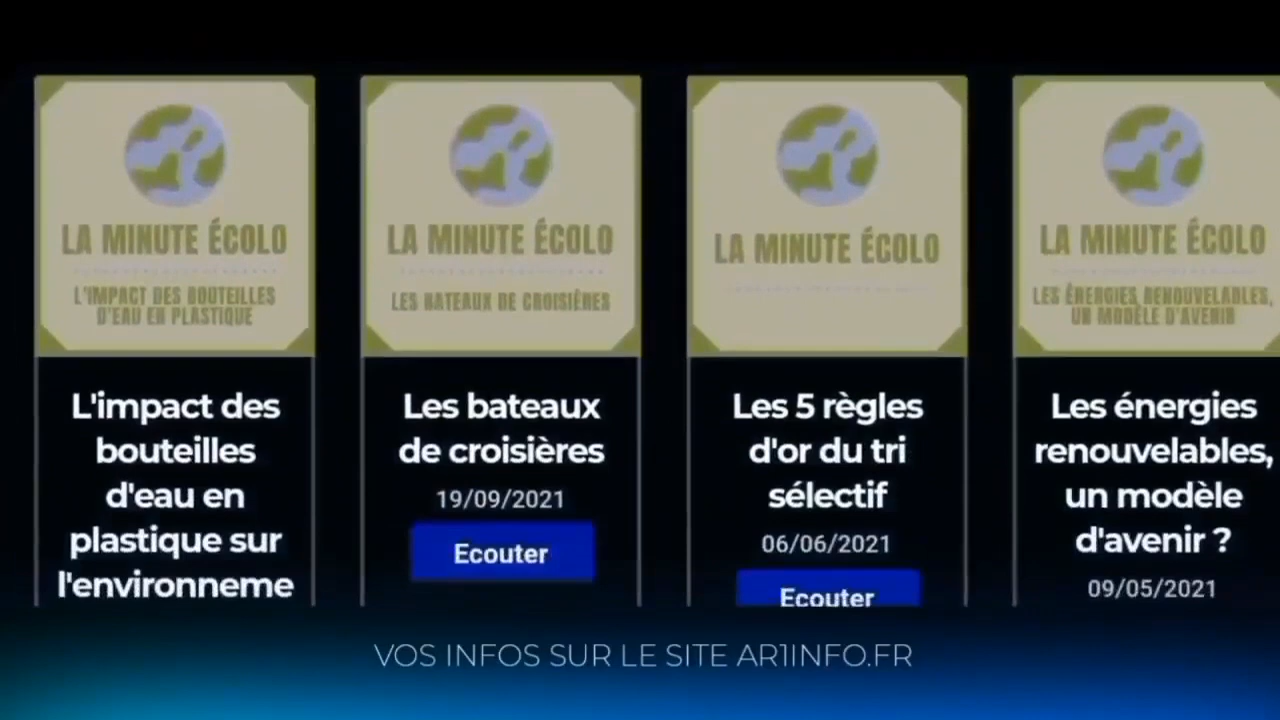 LA MINUTE ÉCOLO
L'IMPACT DES BOUTEILLES
D'EAU EN PLASTIQUE
L'impact des
bouteilles
d'eau en
plastique sur
l'environneme
LA MINUTE ÉCOLO
LES BATEAUX DE CROISIÈRES
Les bateaux
de croisières
19/09/2021
Ecouter
LA MINUTE ÉCOLO
Les 5 règles
d'or du tri
sélectif
06/06/2021
Ecouter
LA MINUTE ÉCOLO
LES ÉNERGIES RENOUVELABLES,
UN MODÈLE D'AVENIR
Les énergies
renouvelables,
un modèle
d'avenir ?
09/05/2021
VOS INFOS SUR LE SITE AR1INFO.FR